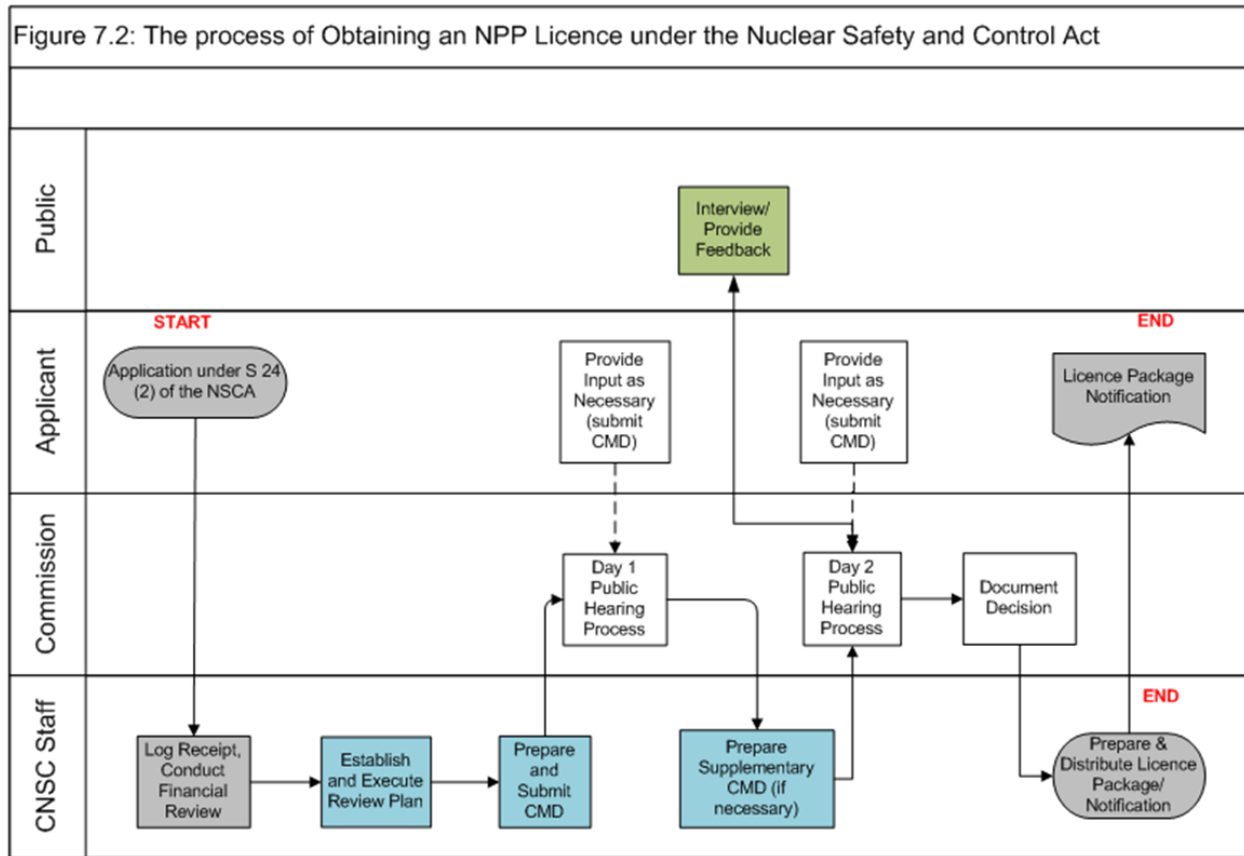 Figure 7.2: The process of Obtaining an NPP Licence under the Nuclear Safety and Control Act
Public
Interview/
Provide
Feedback
Applicant
START
Application under S 24
(2) of the NSCA
Provide
Input as
Necessary
(submit
CMD)
Provide
Input as
Necessary
(submit
CMD)
END
Licence Package
Notification
Commission
Day 1
Public
Hearing
Process
Day 2
Public
Hearing
Process
Document
Decision
CNSC Staff
Log Receipt,
Conduct
Financial
Review
Establish
and Execute
Review Plan
Prepare
and
Submit
CMD
Prepare
Supplementary
CMD (if
necessary)
END
Prepare &
Distribute Licence
Package/
Notification